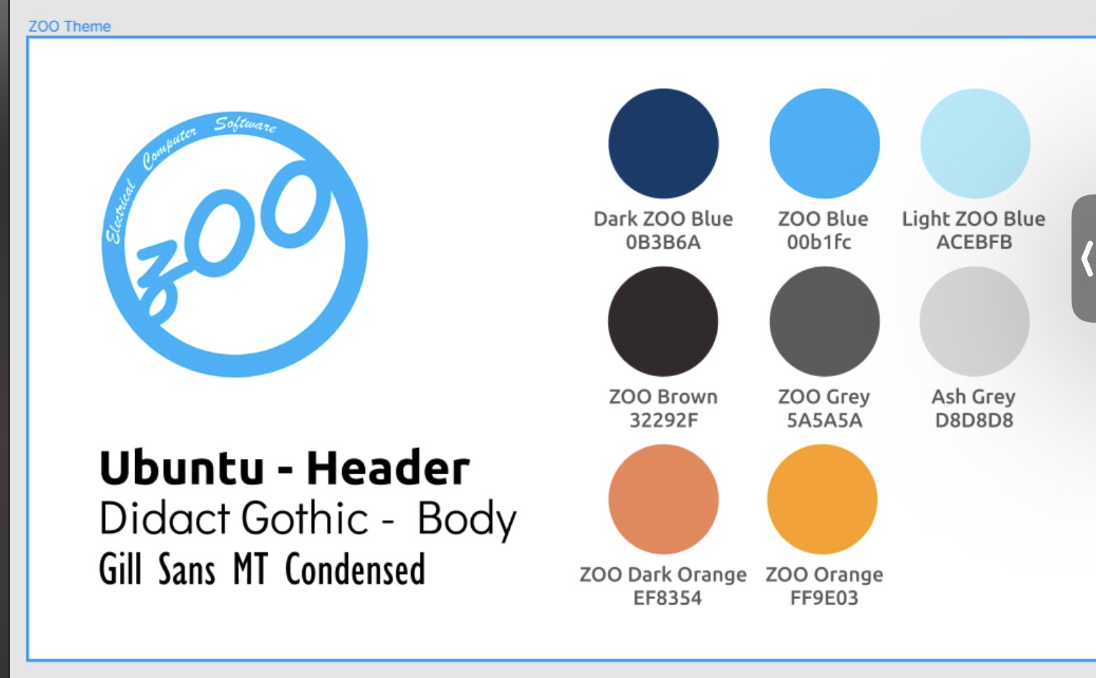 ZOO Theme
Electrical Computer Software
ZOO
Ubuntu - Header
Didact Gothic - Body
Gill Sans MT Condensed
Dark ZOO Blue
0B3B6A
ZOO Blue
00b1fc
Light ZOO Blue
ACEBFB
ZOO Brown
32292F
ZOO Grey
5A5A5A
Ash Grey
D8D8D8
ZOO Dark Orange
EF8354
ZOO Orange
FF9E03